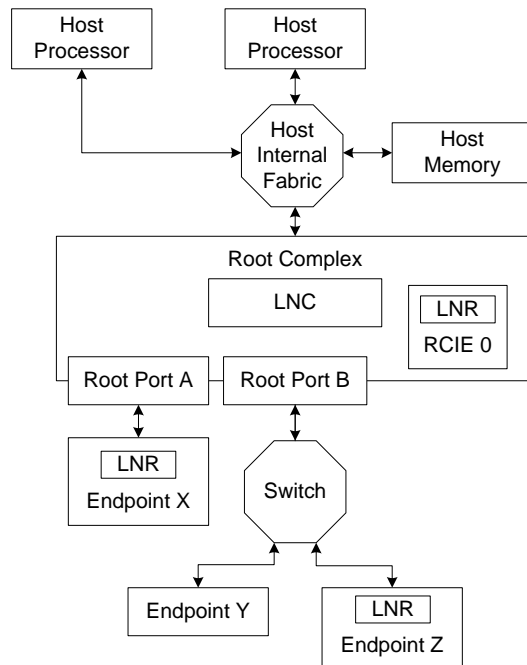 Host
Processor
Host
Processor
Host
Internal
Fabric
Host
Memory
Root Complex
LNC
LNR
RCIE 0
Root Port A
Root Port B
LNR
Endpoint X
Switch
Endpoint Y
LNR
Endpoint Z